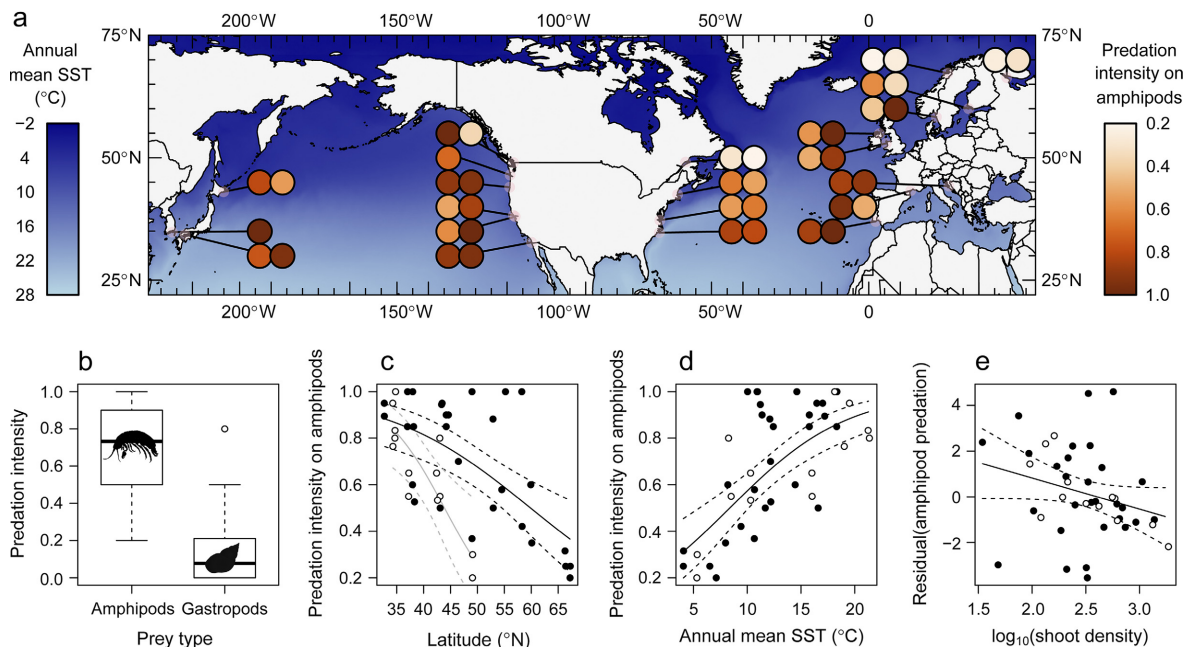 a
200°W 150°W 100°W 50°W 0
Annual
mean SST
(°C)
−2
4
10
16
22
28
75°N
50°N
25°N
75°N
50°N
25°N
200°W 150°W 100°W 50°W 0
Predation
intensity on
amphipods
0.2
0.4
0.6
0.8
1.0
b
Predation intensity
1.0
0.8
0.6
0.4
0.2
0.0
Amphipods Gastropods
Prey type
c
Predation intensity on amphipods
1.0
0.8
0.6
0.4
0.2
35 40 45 50 55 60 65
Latitude (°N)
d
Predation intensity on amphipods
1.0
0.8
0.6
0.4
0.2
5 10 15 20
Annual mean SST (°C)
e
Residual(amphipod predation)
4
2
0
−2
1.5 2.0 2.5 3.0
log₁₀(shoot density)